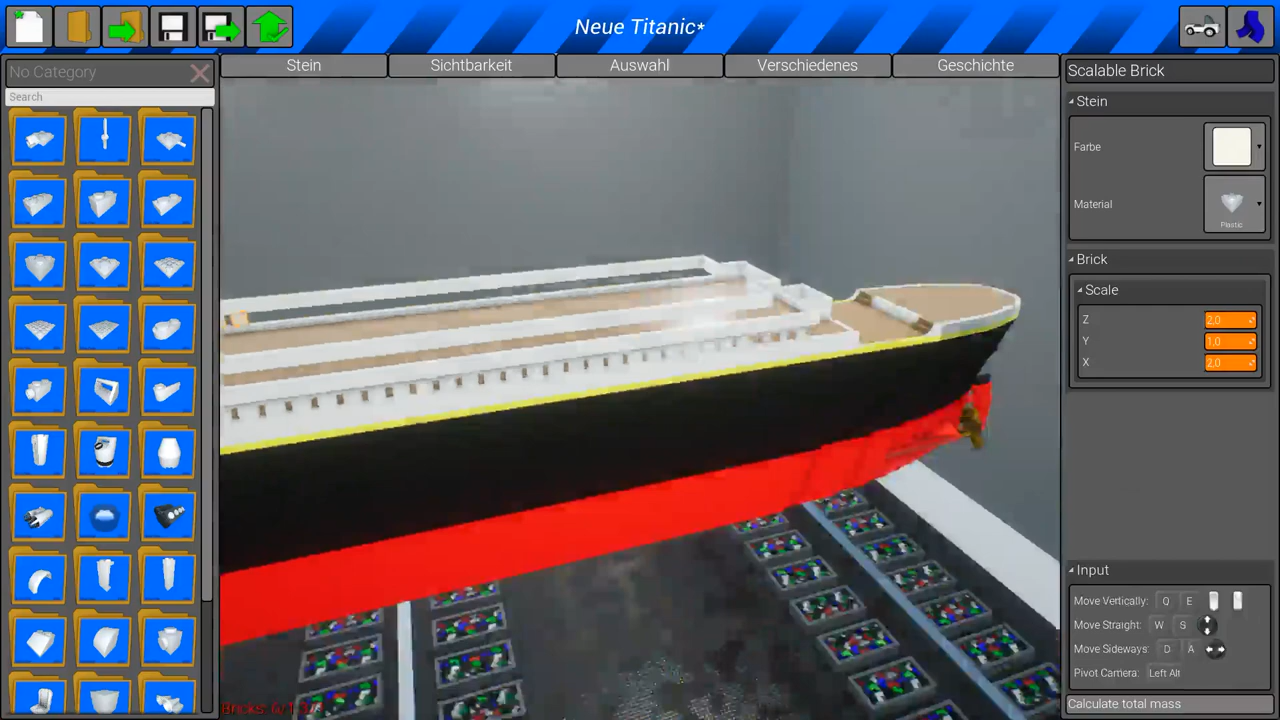 Neue Titanic*
No Category
Search
Stein
Sichtbarkeit
Auswahl
Verschiedenes
Geschichte
Scalable Brick
Stein
Farbe
Material
Plastic
Brick
Scale
Z 2.0
Y 1.0
X 2.0
Input
Move Vertically: Q E
Move Straight: W S
Move Sideways: D A
Pivot Camera: Left Alt
Calculate total mass